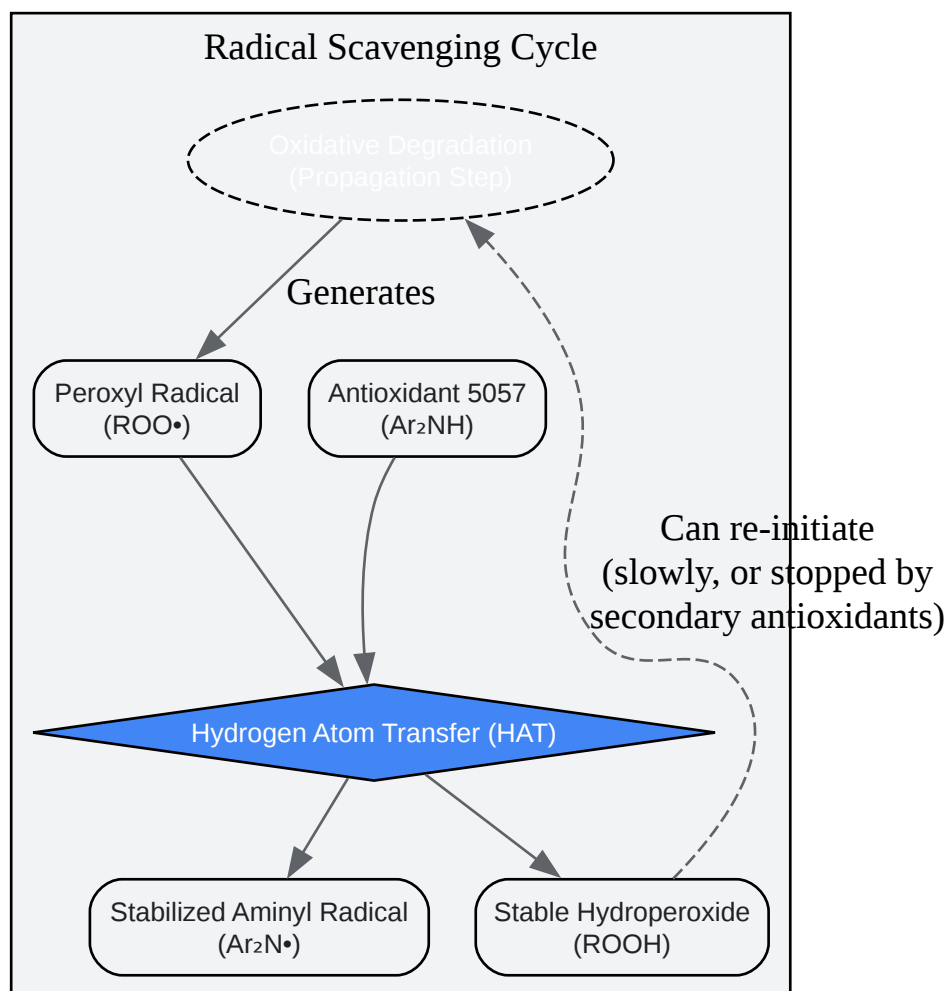 Radical Scavenging Cycle
Oxidative Degradation
(Propagation Step)
Generates
Peroxyl Radical
(ROO•)
Antioxidant 5057
(Ar₂NH)
Can re-initiate
(slowly, or stopped by
secondary antioxidants)
Hydrogen Atom Transfer (HAT)
Stabilized Aminyl Radical
(Ar₂N•)
Stable Hydroperoxide
(ROOH)